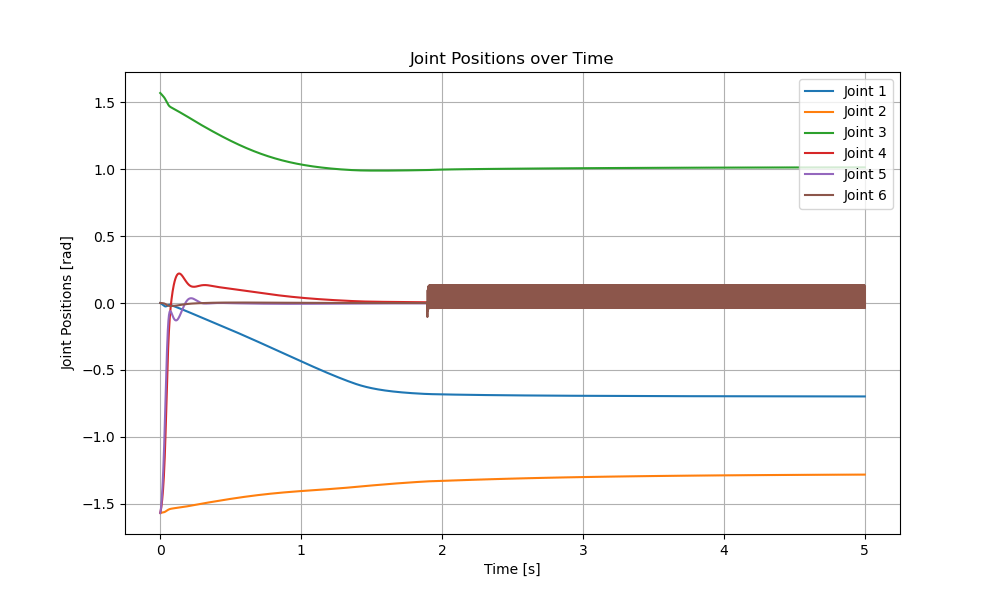 Joint Positions over Time
Joint Positions [rad]
1.5
1.0
0.5
0.0
−0.5
−1.0
−1.5
Joint 1
Joint 2
Joint 3
Joint 4
Joint 5
Joint 6
0 1 2 3 4 5
Time [s]